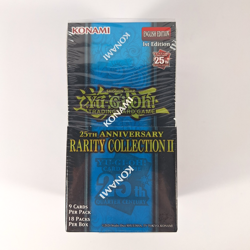 KONAMI
ENGLISH EDITION
1st Edition
25th
KONAMI
Yu-Gi-Oh!
TRADING CARD GAME
KONAMI
25TH ANNIVERSARY
RARITY COLLECTION II
KONAMI
9 CARDS
PER PACK
18 PACKS
PER BOX